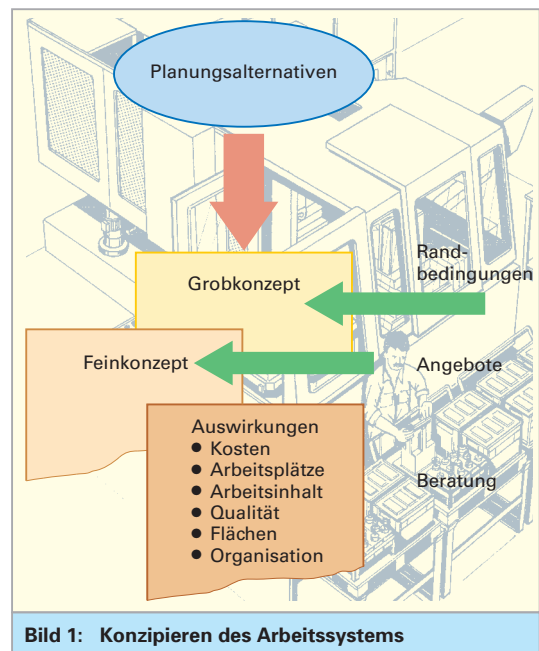 Planungsalternativen
Rand-
bedingungen
Grobkonzept
Feinkonzept
Angebote
Auswirkungen
● Kosten
● Arbeitsplätze
● Arbeitsinhalt
● Qualität
● Flächen
● Organisation
Beratung
Bild 1: Konzipieren des Arbeitssystems